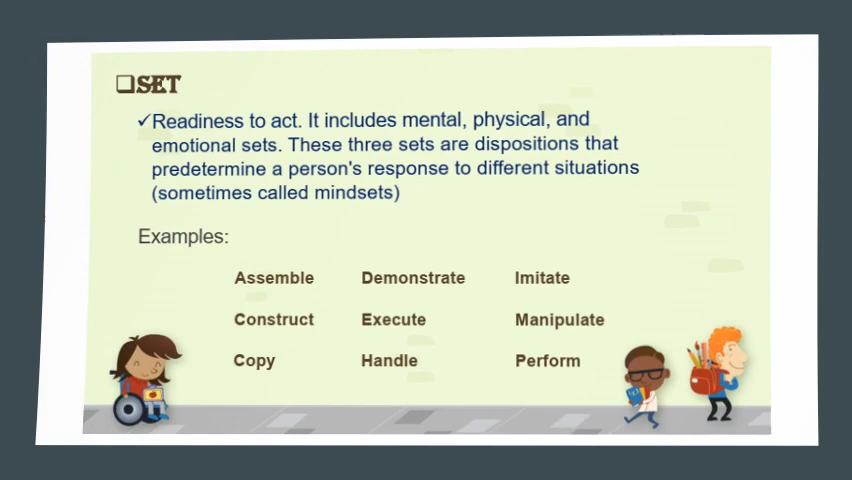 ❑SET
✓Readiness to act. It includes mental, physical, and
emotional sets. These three sets are dispositions that
predetermine a person's response to different situations
(sometimes called mindsets)
Examples:
Assemble Demonstrate Imitate
Construct Execute Manipulate
Copy Handle Perform